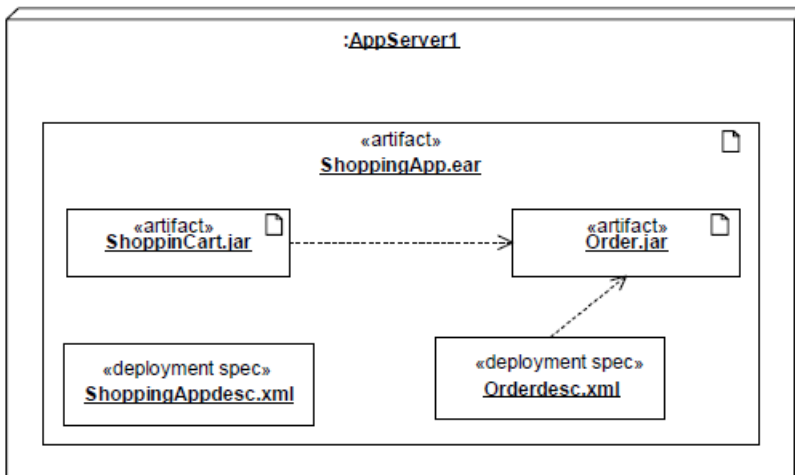 :AppServer1
«artifact»
ShoppingApp.ear
«artifact»
ShoppinCart.jar
«artifact»
Order.jar
«deployment spec»
ShoppingAppdesc.xml
«deployment spec»
Orderdesc.xml